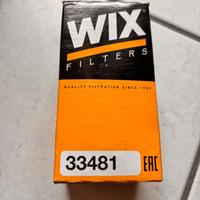 WIX
FILTERS
QUALITY FILTRATION SINCE 1939
33481 EAC